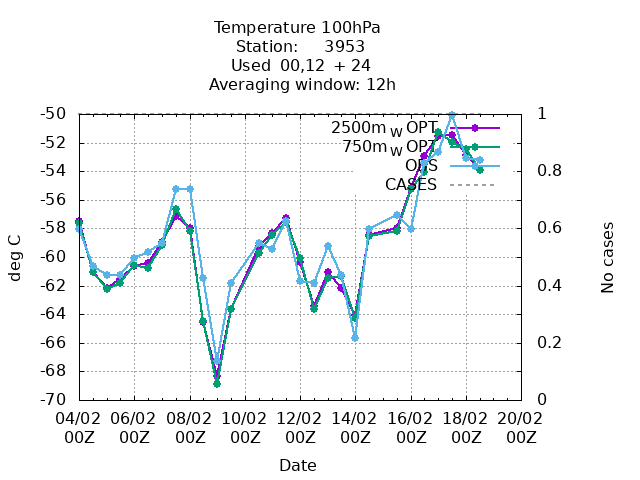 Temperature 100hPa
Station: 3953
Used 00,12 + 24
Averaging window: 12h
-50 1
2500m_W OPT
-52
750m_W OPT
-54 OBS 0.8
CASES
-56
-58 0.6
-60
-62 0.4
-64
-66 0.2
-68
-70 0
deg C
No cases
04/02 06/02 08/02 10/02 12/02 14/02 16/02 18/02 20/02
00Z 00Z 00Z 00Z 00Z 00Z 00Z 00Z 00Z
Date